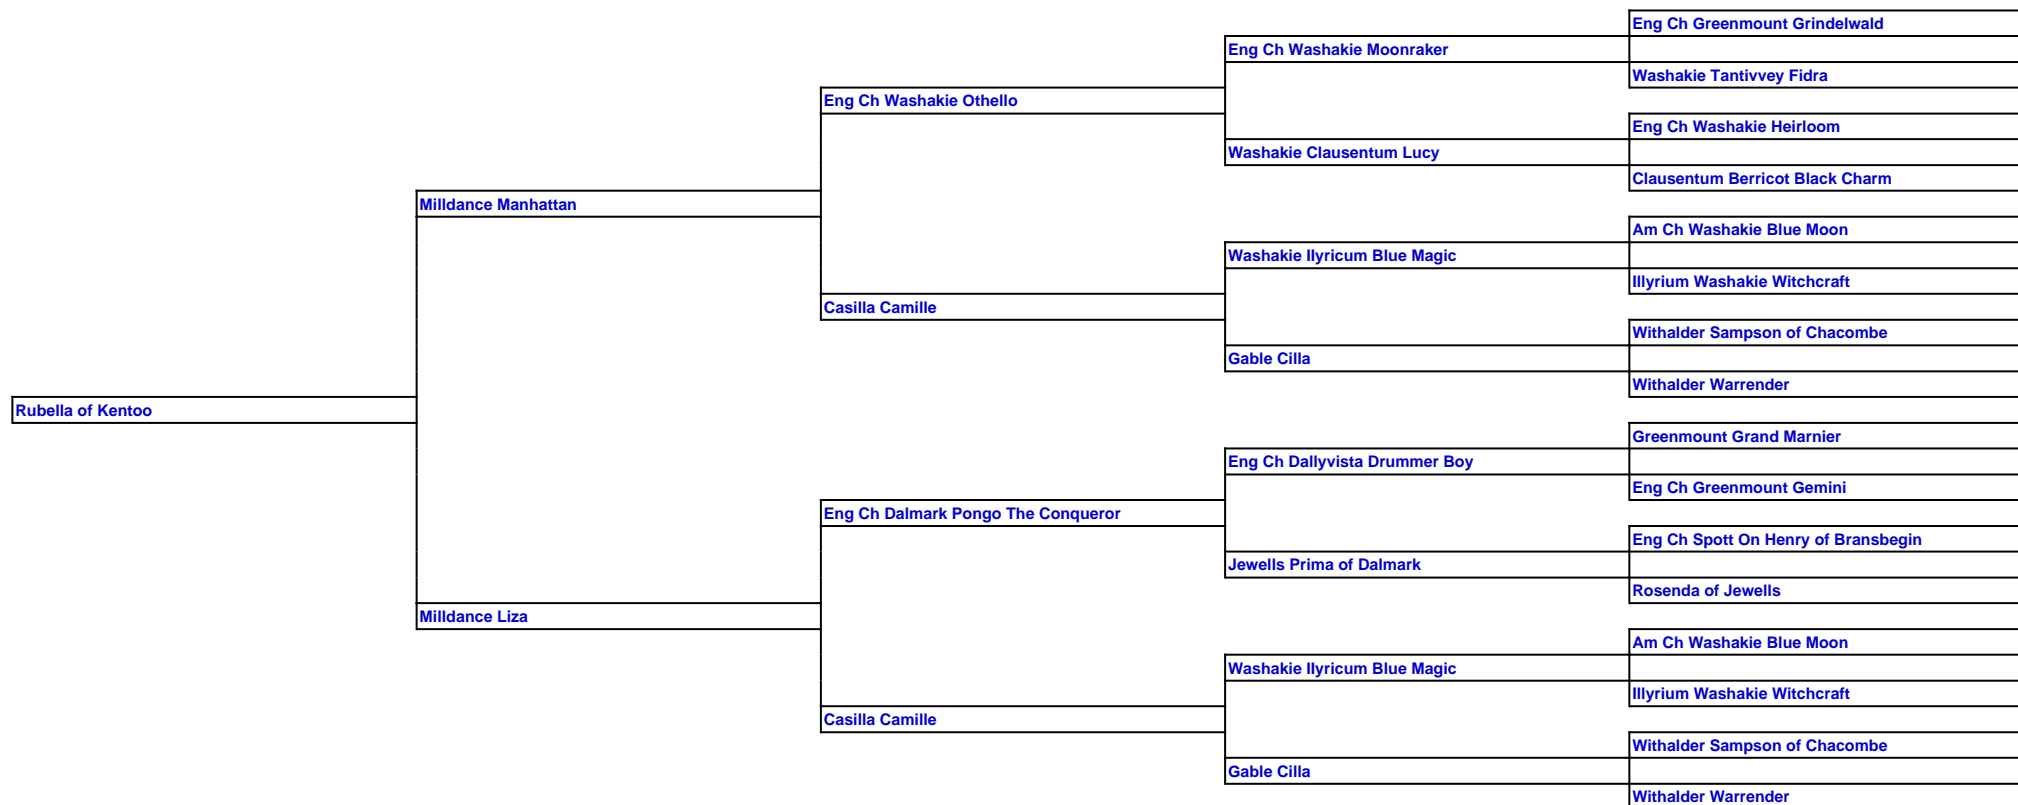 Eng Ch Greenmount Grindelwald
Eng Ch Washakie Moonraker
Washakie Tantivvey Fidra
Eng Ch Washakie Othello
Eng Ch Washakie Heirloom
Washakie Clausentum Lucy
Clausentum Berricot Black Charm
Milldance Manhattan
Am Ch Washakie Blue Moon
Washakie Ilyricum Blue Magic
Illyrium Washakie Witchcraft
Casilla Camille
Withalder Sampson of Chacombe
Gable Cilla
Withalder Warrender
Rubella of Kentoo
Greenmount Grand Marnier
Eng Ch Dallyvista Drummer Boy
Eng Ch Greenmount Gemini
Eng Ch Dalmark Pongo The Conqueror
Eng Ch Spott On Henry of Bransbegin
Jewells Prima of Dalmark
Rosenda of Jewells
Milldance Liza
Am Ch Washakie Blue Moon
Washakie Ilyricum Blue Magic
Illyrium Washakie Witchcraft
Casilla Camille
Withalder Sampson of Chacombe
Gable Cilla
Withalder Warrender